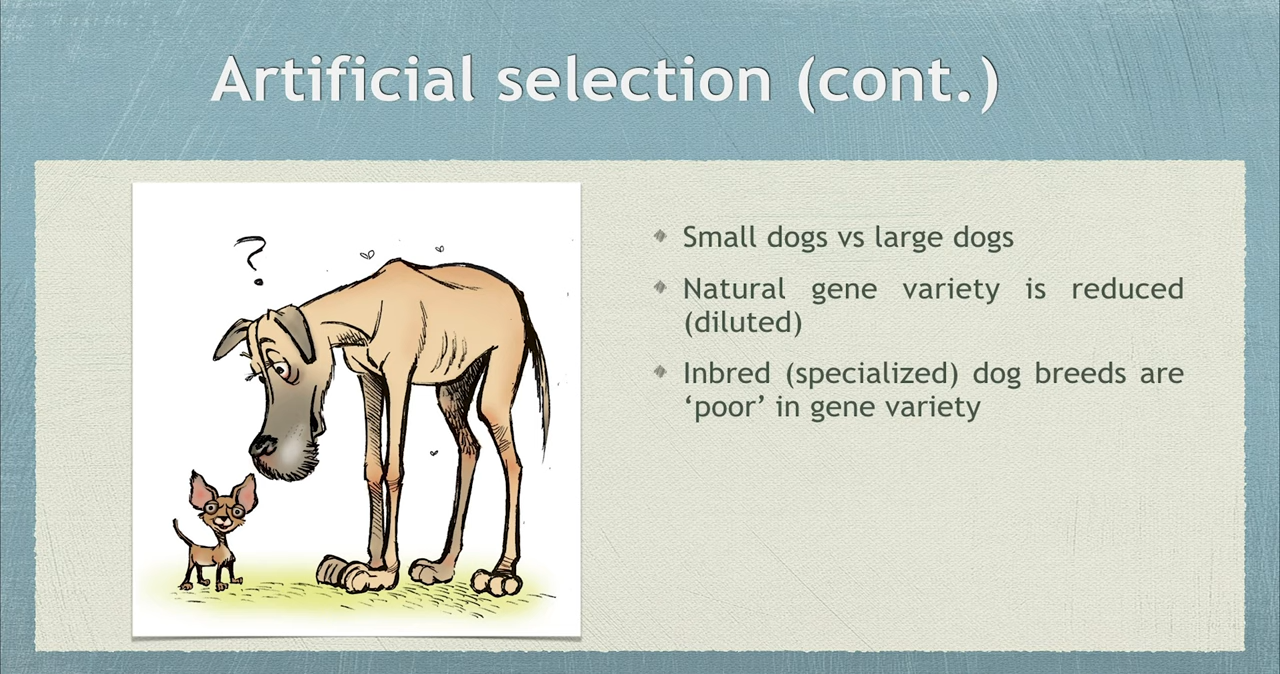 Artificial selection (cont.)
?
Small dogs vs large dogs
Natural gene variety is reduced
(diluted)
Inbred (specialized) dog breeds are
‘poor’ in gene variety